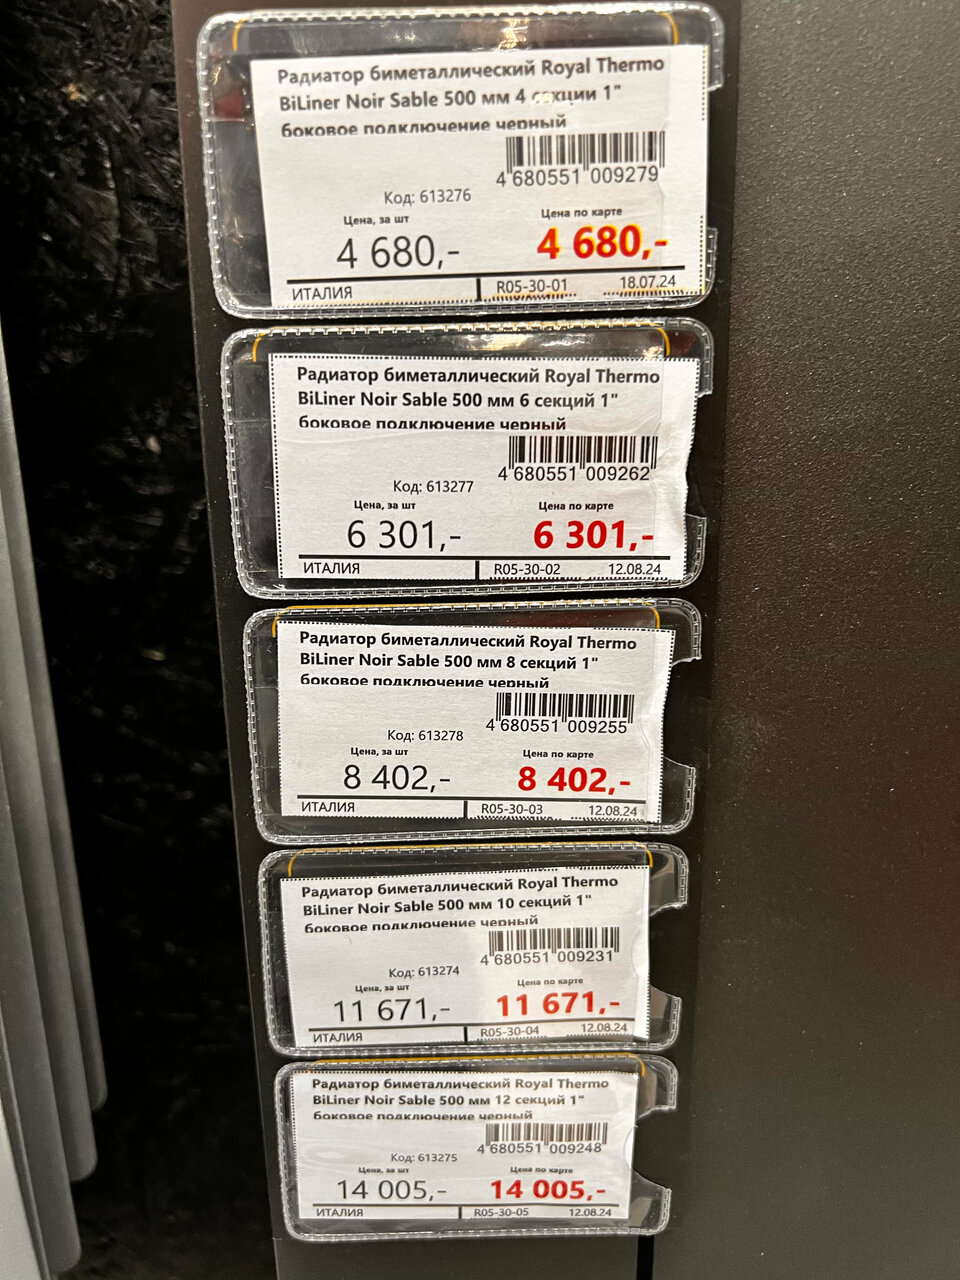 Радиатор биметаллический Royal Thermo
BiLiner Noir Sable 500 мм 4 секции 1"
боковое подключение черный
4 680551 009279
Код: 613276
Цена, за шт
Цена по карте
4 680,-
4 680,-
ИТАЛИЯ
R05-30-01
18.07.24
Радиатор биметаллический Royal Thermo
BiLiner Noir Sable 500 мм 6 секций 1"
боковое подключение черный
4 680551 009262
Код: 613277
Цена, за шт
Цена по карте
6 301,-
6 301,-
ИТАЛИЯ
R05-30-02
12.08.24
Радиатор биметаллический Royal Thermo
BiLiner Noir Sable 500 мм 8 секций 1"
боковое подключение черный
4 680551 009255
Код: 613278
Цена, за шт
Цена по карте
8 402,-
8 402,-
ИТАЛИЯ
R05-30-03
12.08.24
Радиатор биметаллический Royal Thermo
BiLiner Noir Sable 500 мм 10 секций 1"
боковое подключение черный
4 680551 009231
Код: 613274
Цена, за шт
Цена по карте
11 671,-
11 671,-
ИТАЛИЯ
R05-30-04
12.08.24
Радиатор биметаллический Royal Thermo
BiLiner Noir Sable 500 мм 12 секций 1"
боковое подключение черный
4 680551 009248
Код: 613275
Цена, за шт
Цена по карте
14 005,-
14 005,-
ИТАЛИЯ
R05-30-05
12.08.24